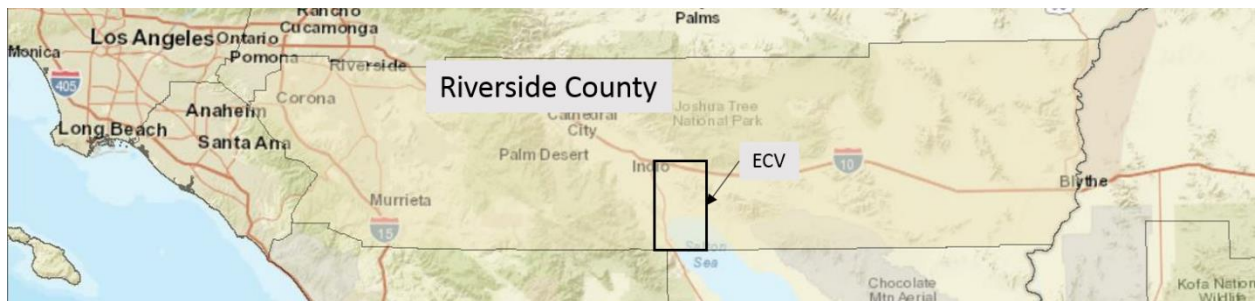 Rancho
Cucamonga
Palms
Monica
Los Angeles
Ontario
Pomona
Riverside
405
Riverside County
Corona
Anaheim
Joshua Tree
National Park
Cathedral
City
Long Beach
Santa Ana
Palm Desert
Indio
ECV
10
Blythe
Murrieta
15
Salton
Sea
Chocolate
Mtn Aerial
Kofa Nation
Wildlife